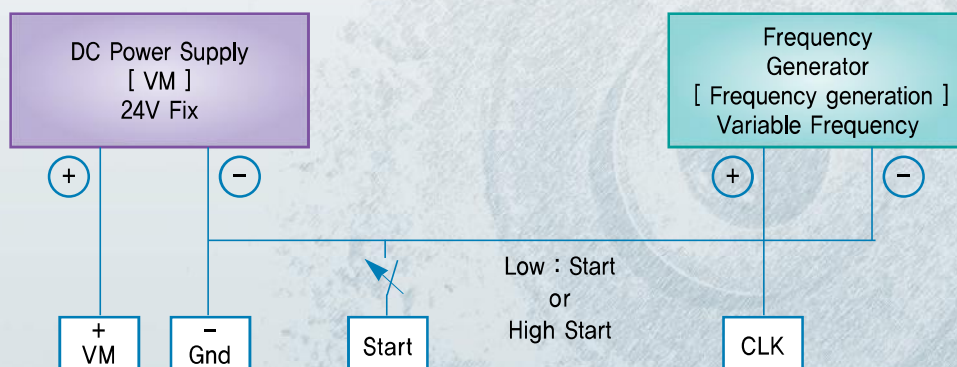 DC Power Supply
[ VM ]
24V Fix
Frequency
Generator
[ Frequency generation ]
Variable Frequency
+
−
+
−
Low : Start
or
High Start
+
VM
−
Gnd
Start
CLK